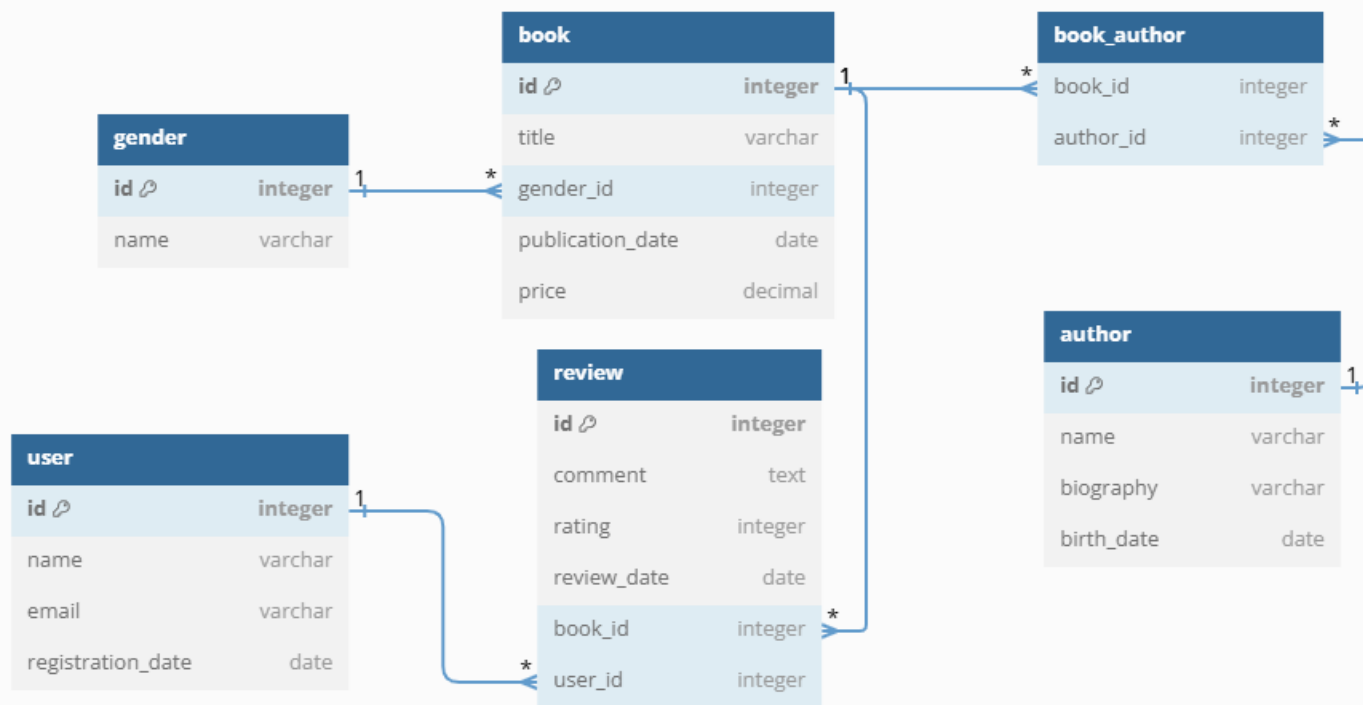 book
id integer
title varchar
gender_id integer
publication_date date
price decimal
1
*
book_author
book_id integer
author_id integer
*
gender
id integer
name varchar
1
*
author
id integer
name varchar
biography varchar
birth_date date
1
review
id integer
comment text
rating integer
review_date date
book_id integer
user_id integer
*
*
user
id integer
name varchar
email varchar
registration_date date
1